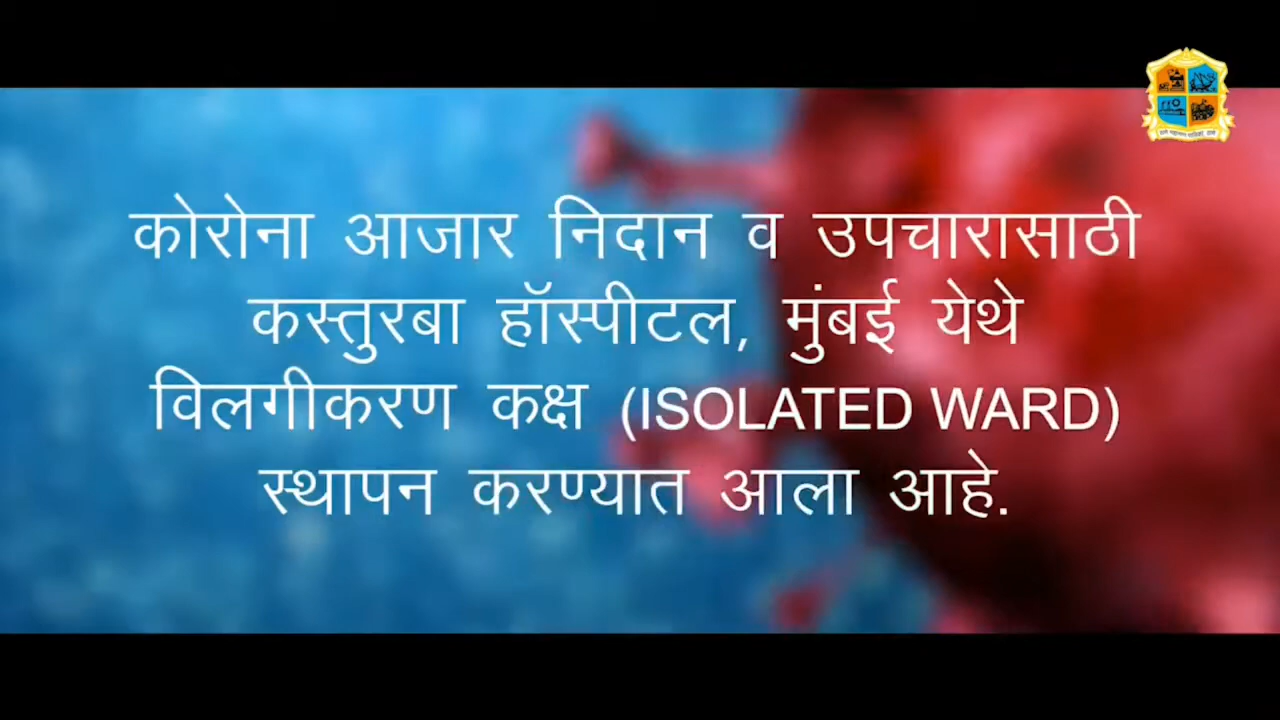 कोरोना आजार निदान व उपचारासाठी
कस्तुरबा हॉस्पीटल, मुंबई येथे
विलगीकरण कक्ष (ISOLATED WARD)
स्थापन करण्यात आला आहे.